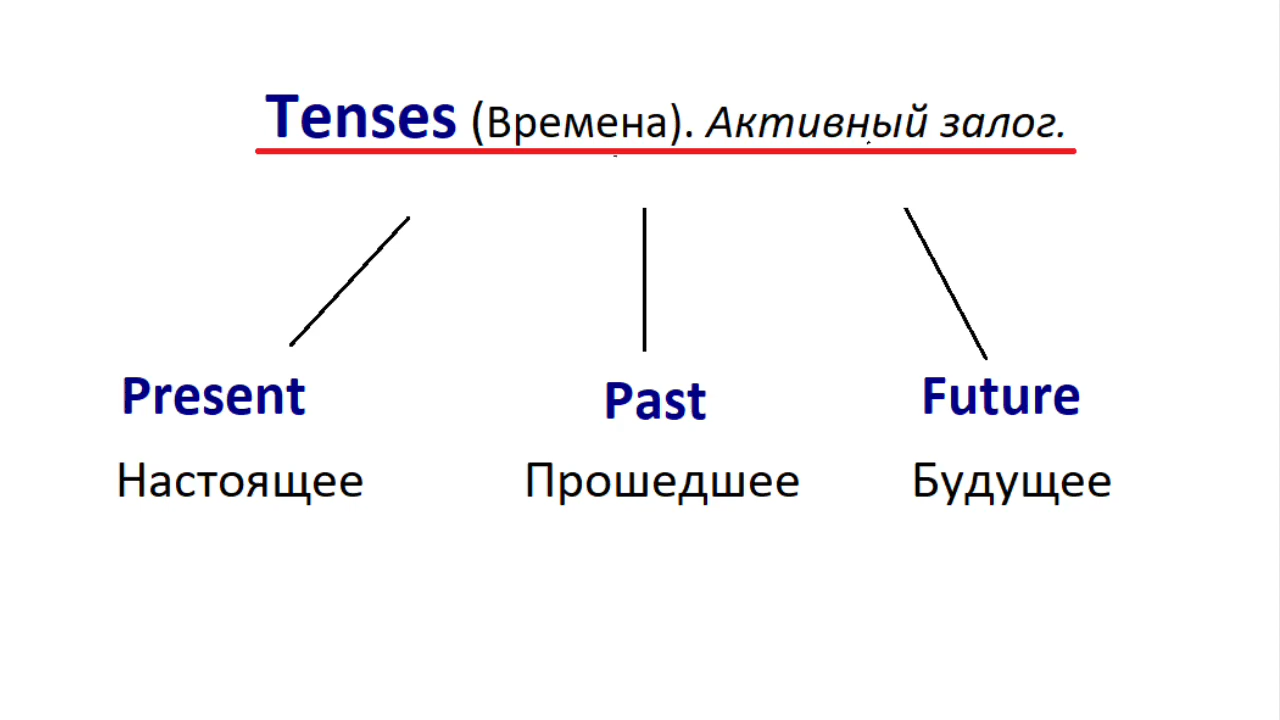 Tenses (Времена). Активный залог.
Present Past Future
Настоящее Прошедшее Будущее